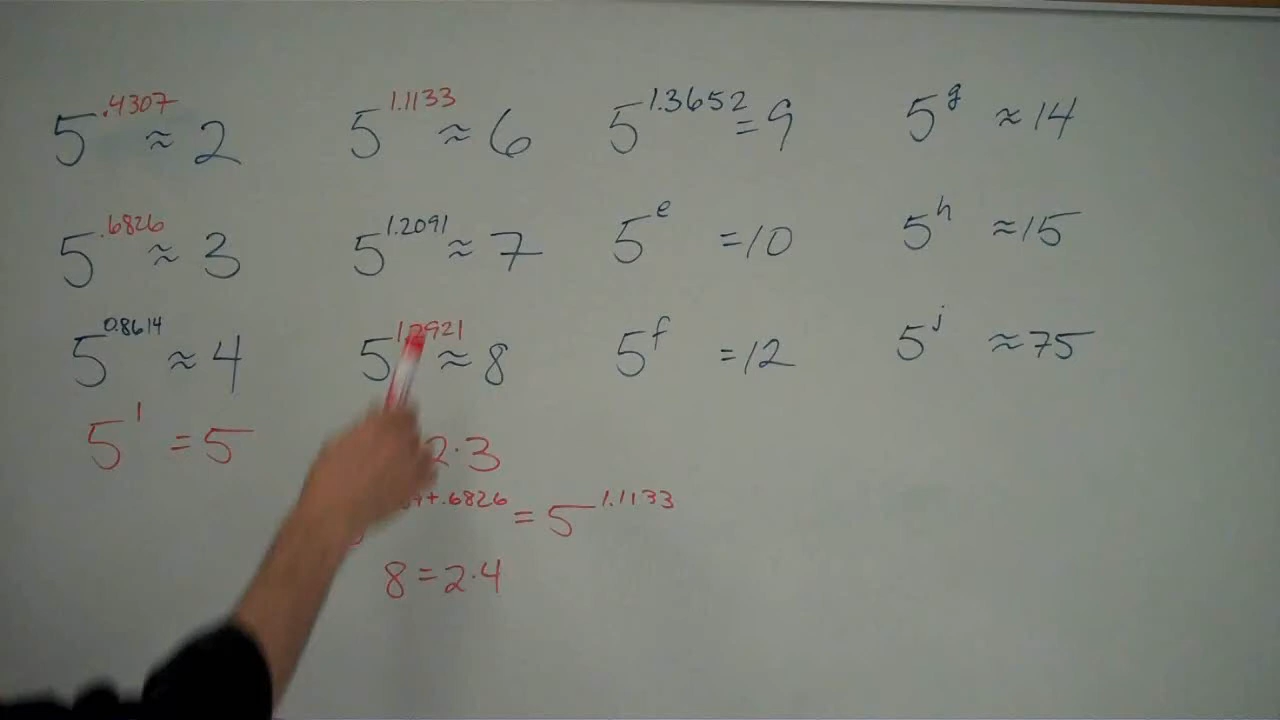 5^.4307 ≈ 2
5^.6826 ≈ 3
5^0.8614 ≈ 4
5^1 = 5
5^1.1133 ≈ 6
5^1.2091 ≈ 7
5^1.2921 ≈ 8
2·3
+.6826 = 5^1.1133
8=2·4
5^1.3652 = 9
5^e = 10
5^f = 12
5^g ≈ 14
5^h ≈ 15
5^j ≈ 75